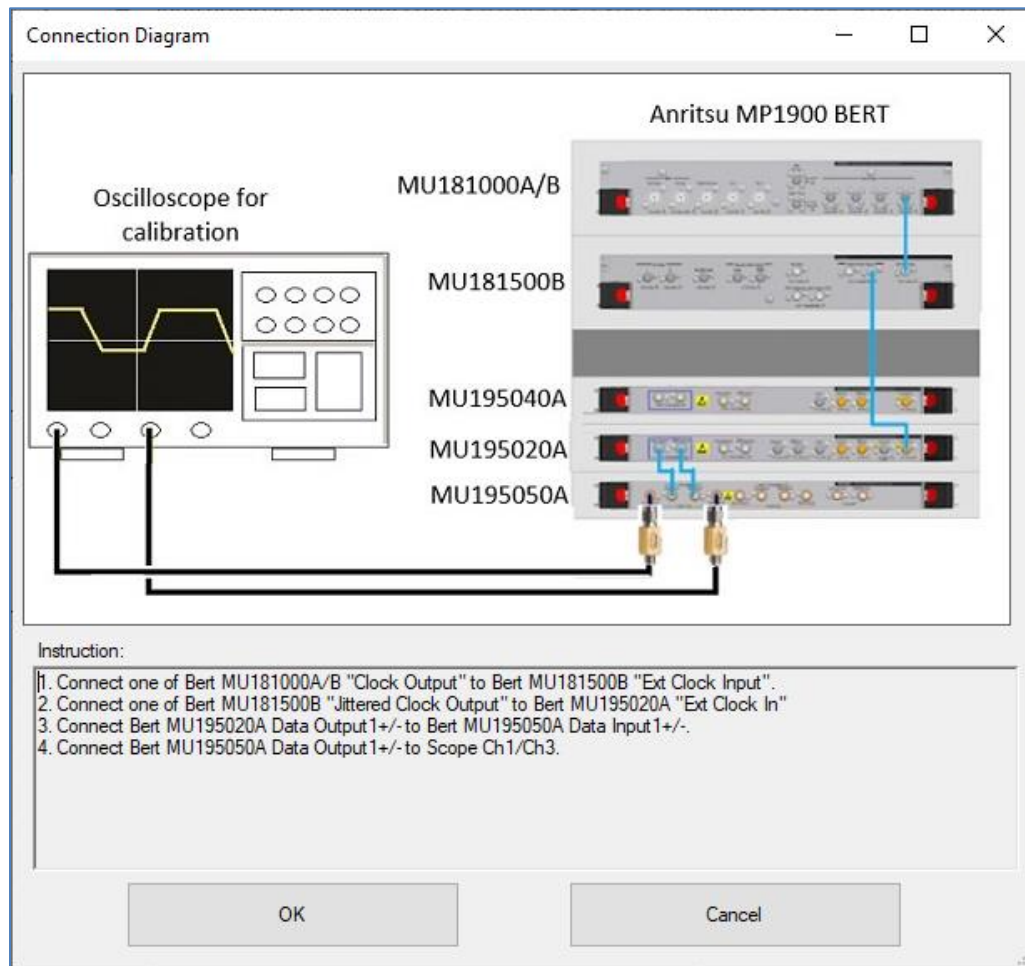 Connection Diagram
Anritsu MP1900 BERT
MU181000A/B
Oscilloscope for
calibration
MU181500B
MU195040A
MU195020A
MU195050A
Instruction:
1. Connect one of Bert MU181000A/B "Clock Output" to Bert MU181500B "Ext Clock Input".
2. Connect one of Bert MU181500B "Jittered Clock Output" to Bert MU195020A "Ext Clock In"
3. Connect Bert MU195020A Data Output1+/- to Bert MU195050A Data Input1+/-.
4. Connect Bert MU195050A Data Output1+/- to Scope Ch1/Ch3.
OK
Cancel